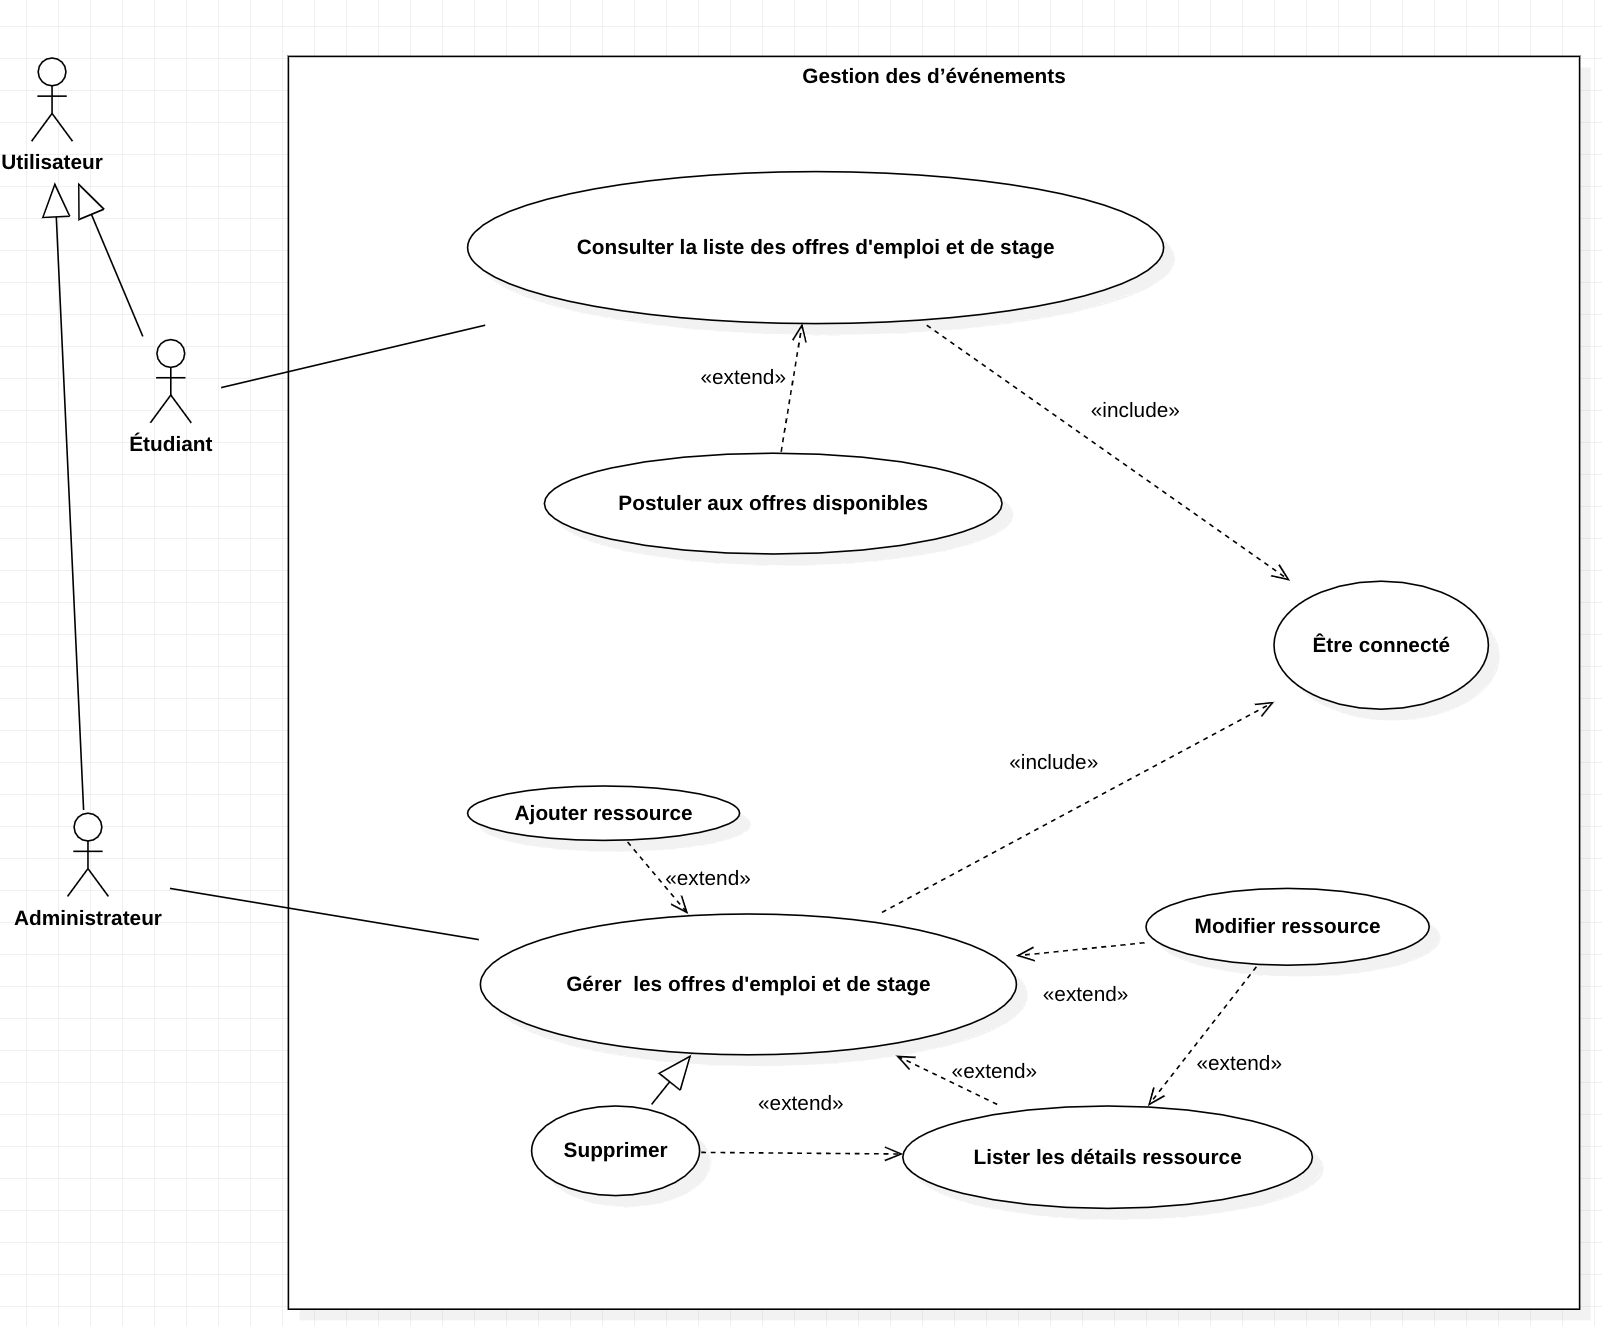 Gestion des d’événements
Utilisateur
Consulter la liste des offres d'emploi et de stage
«extend»
«include»
Étudiant
Postuler aux offres disponibles
Être connecté
«include»
Ajouter ressource
«extend»
Administrateur
Modifier ressource
Gérer  les offres d'emploi et de stage
«extend»
«extend»
«extend»
«extend»
Supprimer
Lister les détails ressource